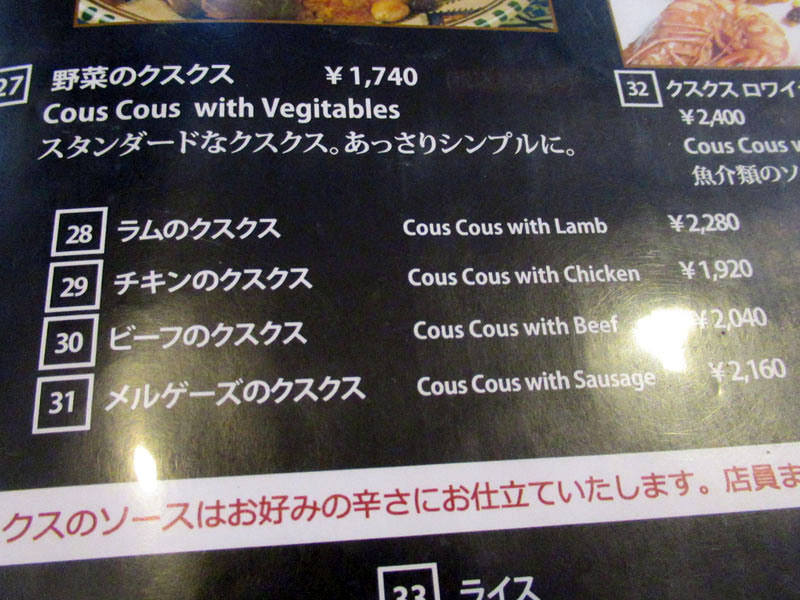 27 野菜のクスクス ¥1,740
Cous Cous with Vegitables
スタンダードなクスクス。あっさりシンプルに。
28 ラムのクスクス Cous Cous with Lamb ¥2,280
29 チキンのクスクス Cous Cous with Chicken ¥1,920
30 ビーフのクスクス Cous Cous with Beef ¥2,040
31 メルゲーズのクスクス Cous Cous with Sausage ¥2,160
32 クスクス ロワイ
¥2,400
Cous Cous
魚介類のソ
クスのソースはお好みの辛さにお仕立ていたします。店員ま
33 ライス